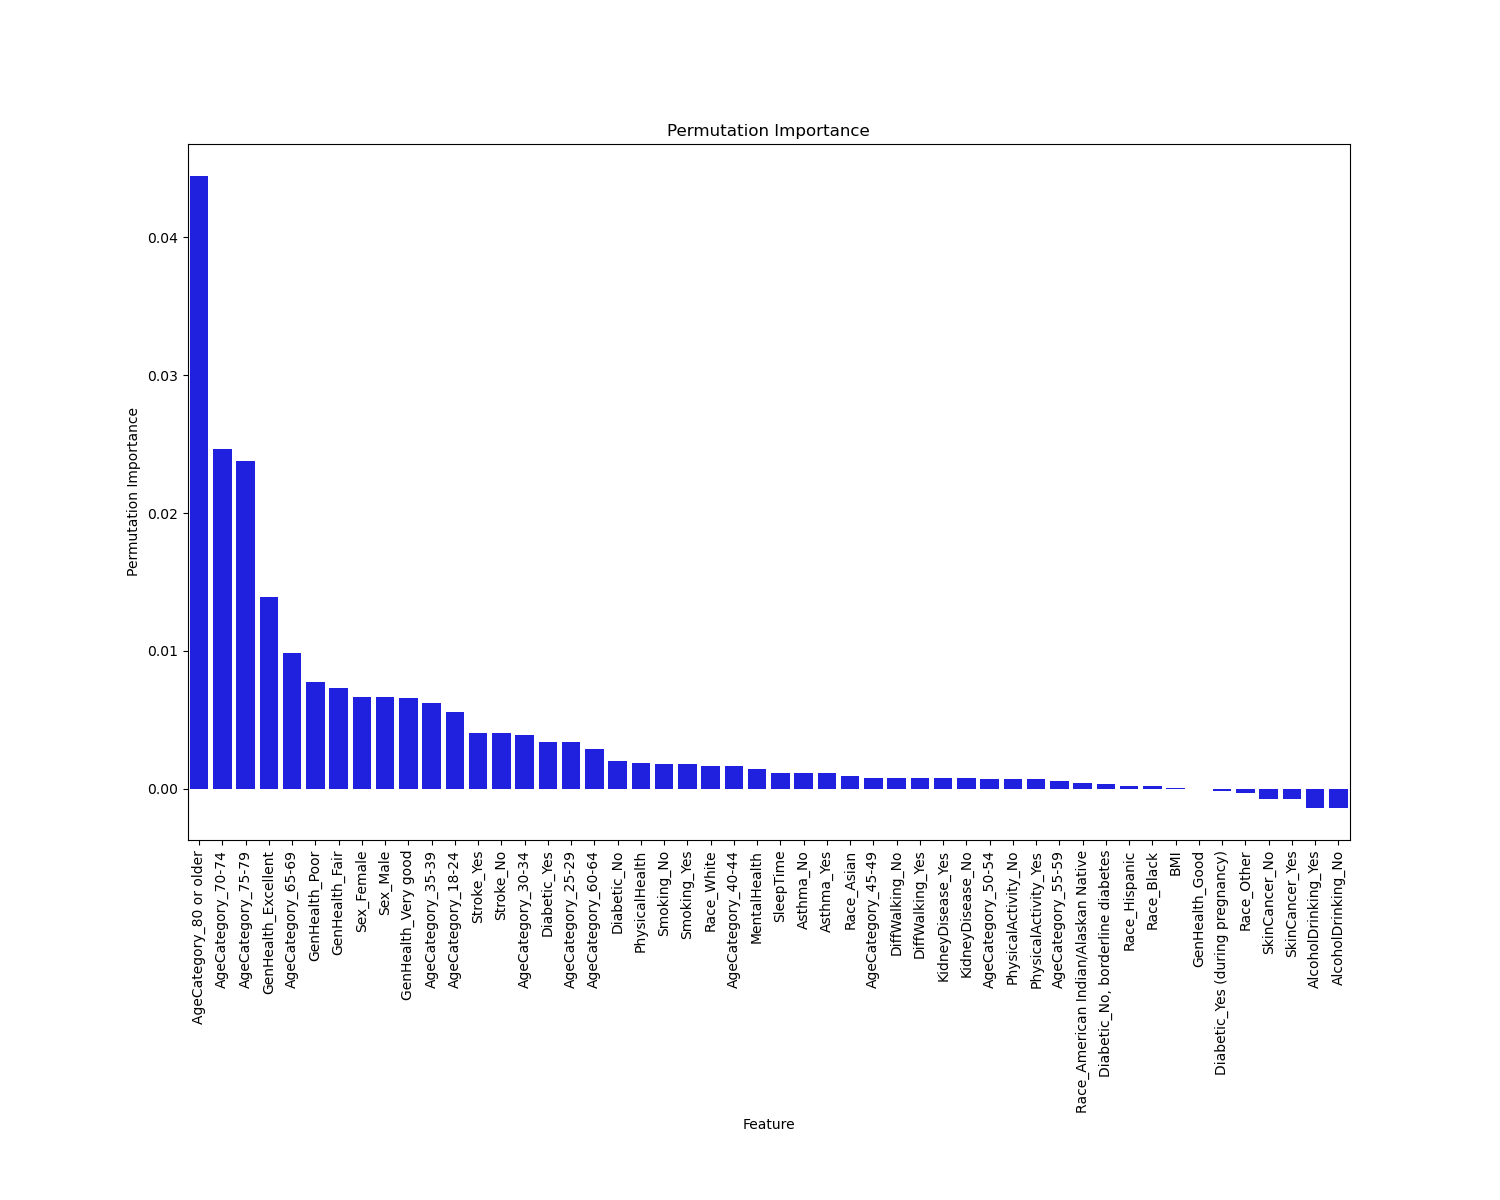 Permutation Importance
Permutation Importance
0.04
0.03
0.02
0.01
0.00
AgeCategory_80 or older
AgeCategory_70-74
AgeCategory_75-79
GenHealth_Excellent
AgeCategory_65-69
GenHealth_Poor
GenHealth_Fair
Sex_Female
Sex_Male
GenHealth_Very good
AgeCategory_35-39
AgeCategory_18-24
Stroke_Yes
Stroke_No
AgeCategory_30-34
Diabetic_Yes
AgeCategory_25-29
AgeCategory_60-64
Diabetic_No
PhysicalHealth
Smoking_No
Smoking_Yes
Race_White
AgeCategory_40-44
MentalHealth
SleepTime
Asthma_No
Asthma_Yes
Race_Asian
AgeCategory_45-49
DiffWalking_No
DiffWalking_Yes
KidneyDisease_Yes
KidneyDisease_No
AgeCategory_50-54
PhysicalActivity_No
PhysicalActivity_Yes
AgeCategory_55-59
Race_American Indian/Alaskan Native
Diabetic_No, borderline diabetes
Race_Hispanic
Race_Black
BMI
GenHealth_Good
Diabetic_Yes (during pregnancy)
Race_Other
SkinCancer_No
SkinCancer_Yes
AlcoholDrinking_Yes
AlcoholDrinking_No
Feature